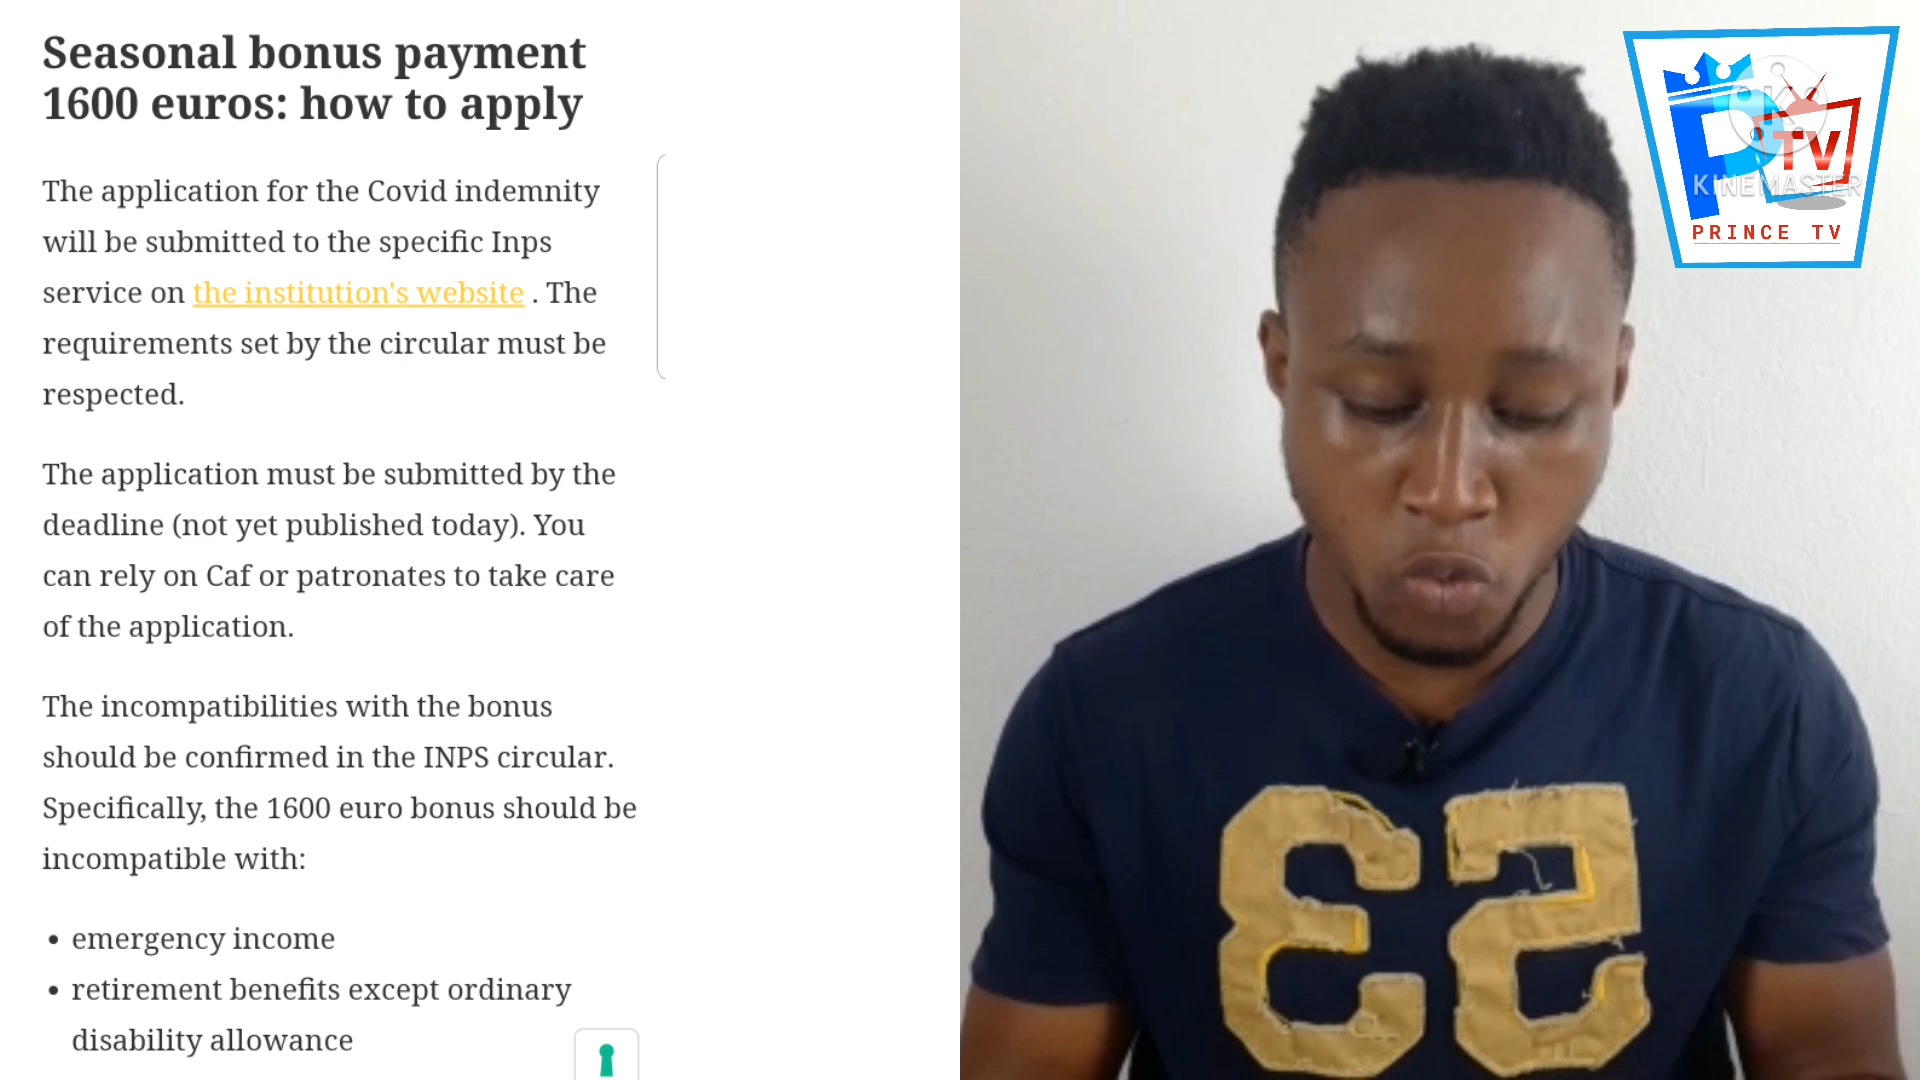 Seasonal bonus payment
1600 euros: how to apply
The application for the Covid indemnity
will be submitted to the specific Inps
service on the institution's website . The
requirements set by the circular must be
respected.
The application must be submitted by the
deadline (not yet published today). You
can rely on Caf or patronates to take care
of the application.
The incompatibilities with the bonus
should be confirmed in the INPS circular.
Specifically, the 1600 euro bonus should be
incompatible with:
• emergency income
• retirement benefits except ordinary
disability allowance
P TV
KINEMASTER
PRINCE TV